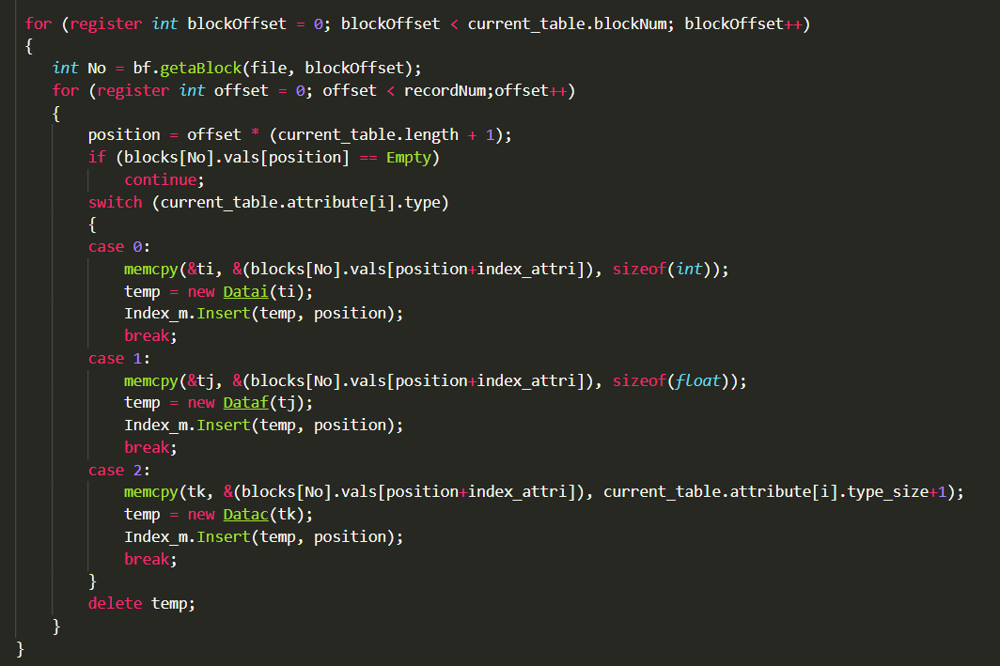 for (register int blockOffset = 0; blockOffset < current_table.blockNum; blockOffset++)
{
int No = bf.getaBlock(file, blockOffset);
for (register int offset = 0; offset < recordNum;offset++)
{
position = offset * (current_table.length + 1);
if (blocks[No].vals[position] == Empty)
continue;
switch (current_table.attribute[i].type)
{
case 0:
memcpy(&ti, &(blocks[No].vals[position+index_attri]), sizeof(int));
temp = new Datai(ti);
Index_m.Insert(temp, position);
break;
case 1:
memcpy(&tj, &(blocks[No].vals[position+index_attri]), sizeof(float));
temp = new Dataf(tj);
Index_m.Insert(temp, position);
break;
case 2:
memcpy(tk, &(blocks[No].vals[position+index_attri]), current_table.attribute[i].type_size+1);
temp = new Datac(tk);
Index_m.Insert(temp, position);
break;
}
delete temp;
}
}